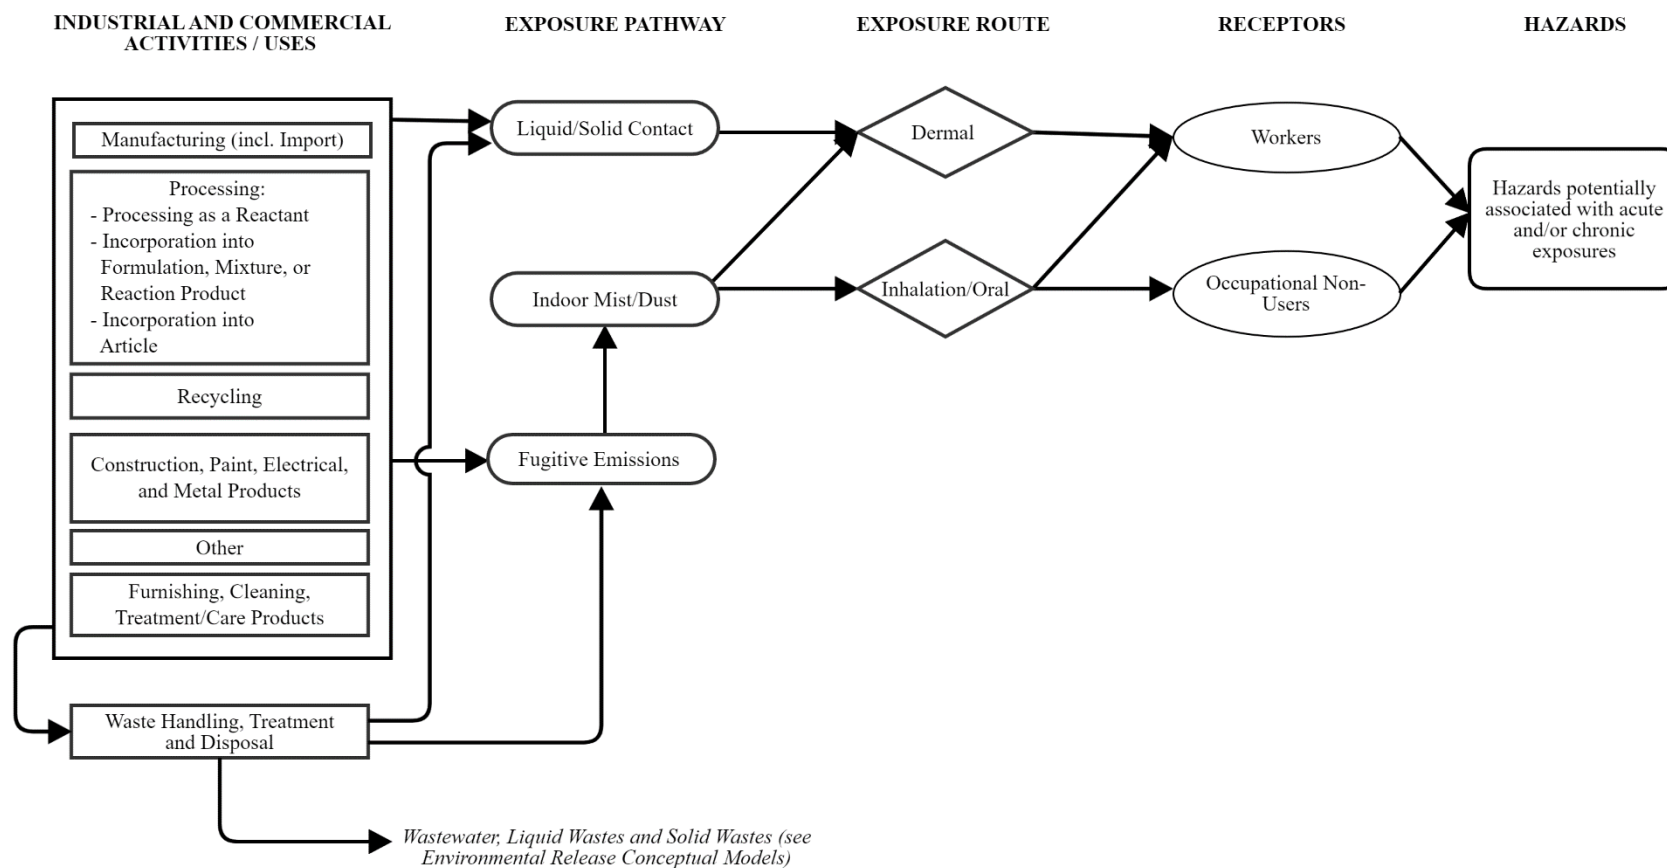 INDUSTRIAL AND COMMERCIAL
ACTIVITIES / USES
EXPOSURE PATHWAY
EXPOSURE ROUTE
RECEPTORS
HAZARDS
Manufacturing (incl. Import)
Processing:
- Processing as a Reactant
- Incorporation into
Formulation, Mixture, or
Reaction Product
- Incorporation into
Article
Recycling
Construction, Paint, Electrical,
and Metal Products
Other
Furnishing, Cleaning,
Treatment/Care Products
Waste Handling, Treatment
and Disposal
Liquid/Solid Contact
Indoor Mist/Dust
Fugitive Emissions
Dermal
Inhalation/Oral
Workers
Occupational Non-
Users
Hazards potentially
associated with acute
and/or chronic
exposures
Wastewater, Liquid Wastes and Solid Wastes (see
Environmental Release Conceptual Models)